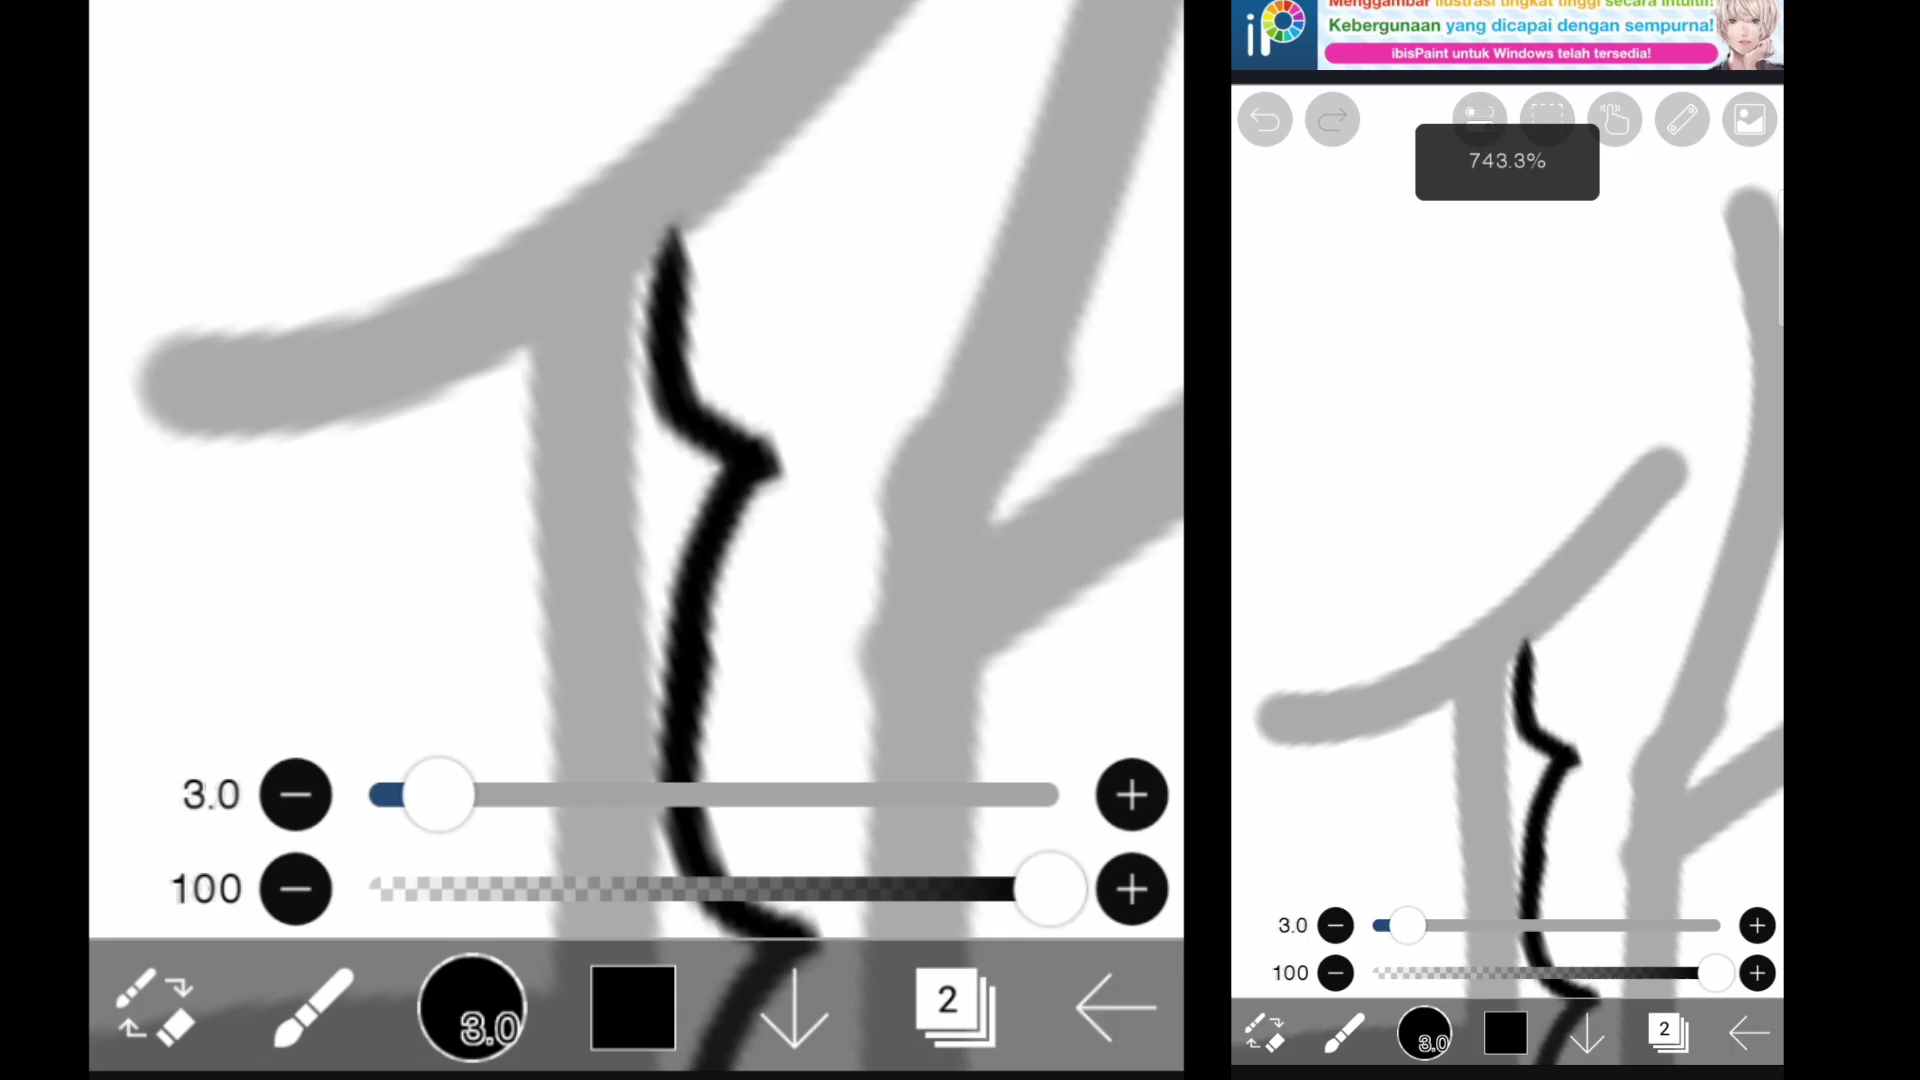 3.0
100
3.0
2
Menggambar ilustrasi tingkat tinggi secara intuitif!
Kebergunaan yang dicapai dengan sempurna!
ibisPaint untuk Windows telah tersedia!
iP
743.3%
3.0
100
3.0
2